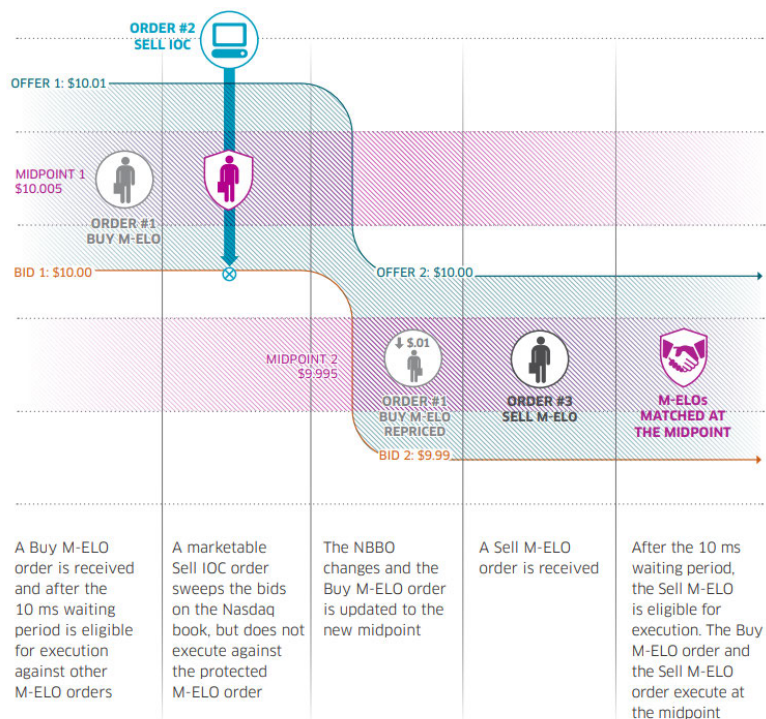 ORDER #2
SELL IOC
OFFER 1: $10.01
MIDPOINT 1
$10.005
ORDER #1
BUY M-ELO
BID 1: $10.00
OFFER 2: $10.00
MIDPOINT 2
$9.995
↓ $.01
ORDER #1
BUY M-ELO
REPRICED
ORDER #3
SELL M-ELO
M-ELOs
MATCHED AT
THE MIDPOINT
BID 2: $9.99
A Buy M-ELO
order is received
and after the
10 ms waiting
period is eligible
for execution
against other
M-ELO orders
A marketable
Sell IOC order
sweeps the bids
on the Nasdaq
book, but does not
execute against
the protected
M-ELO order
The NBBO
changes and the
Buy M-ELO order
is updated to the
new midpoint
A Sell M-ELO
order is received
After the 10 ms
waiting period,
the Sell M-ELO
is eligible for
execution. The Buy
M-ELO order and
the Sell M-ELO
order execute at
the midpoint